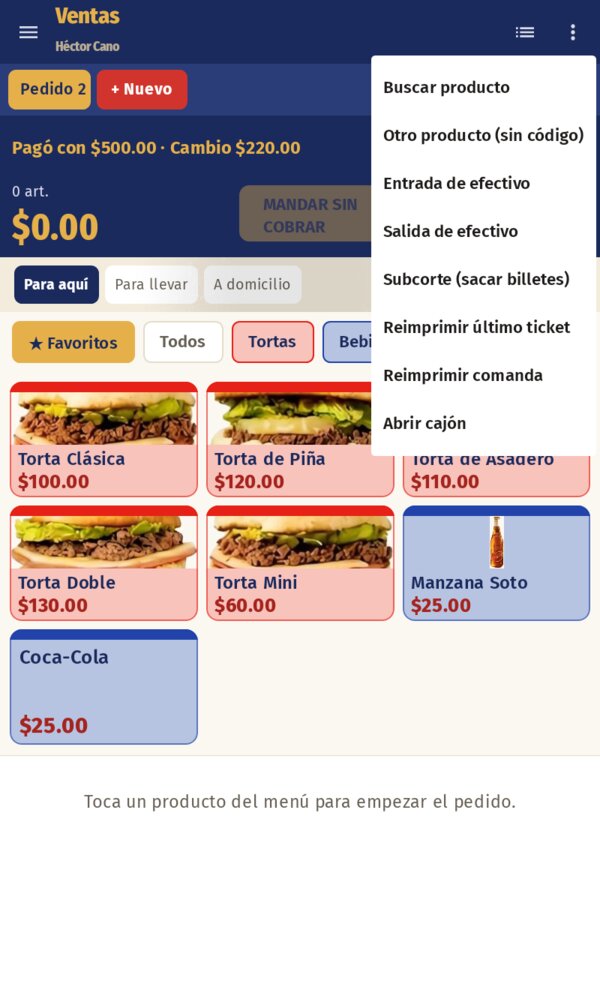 Ventas
Héctor Cano
Pedido 2
+ Nuevo
Pagó con $500.00 · Cambio $220.00
0 art.
$0.00
MANDAR SIN
COBRAR
Buscar producto
Otro producto (sin código)
Entrada de efectivo
Salida de efectivo
Subcorte (sacar billetes)
Reimprimir último ticket
Reimprimir comanda
Abrir cajón
Para aquí
Para llevar
A domicilio
★ Favoritos
Todos
Tortas
Bebi
Torta Clásica
$100.00
Torta de Piña
$120.00
Torta de Asadero
$110.00
Torta Doble
$130.00
Torta Mini
$60.00
Manzana Soto
$25.00
Coca-Cola
$25.00
Toca un producto del menú para empezar el pedido.